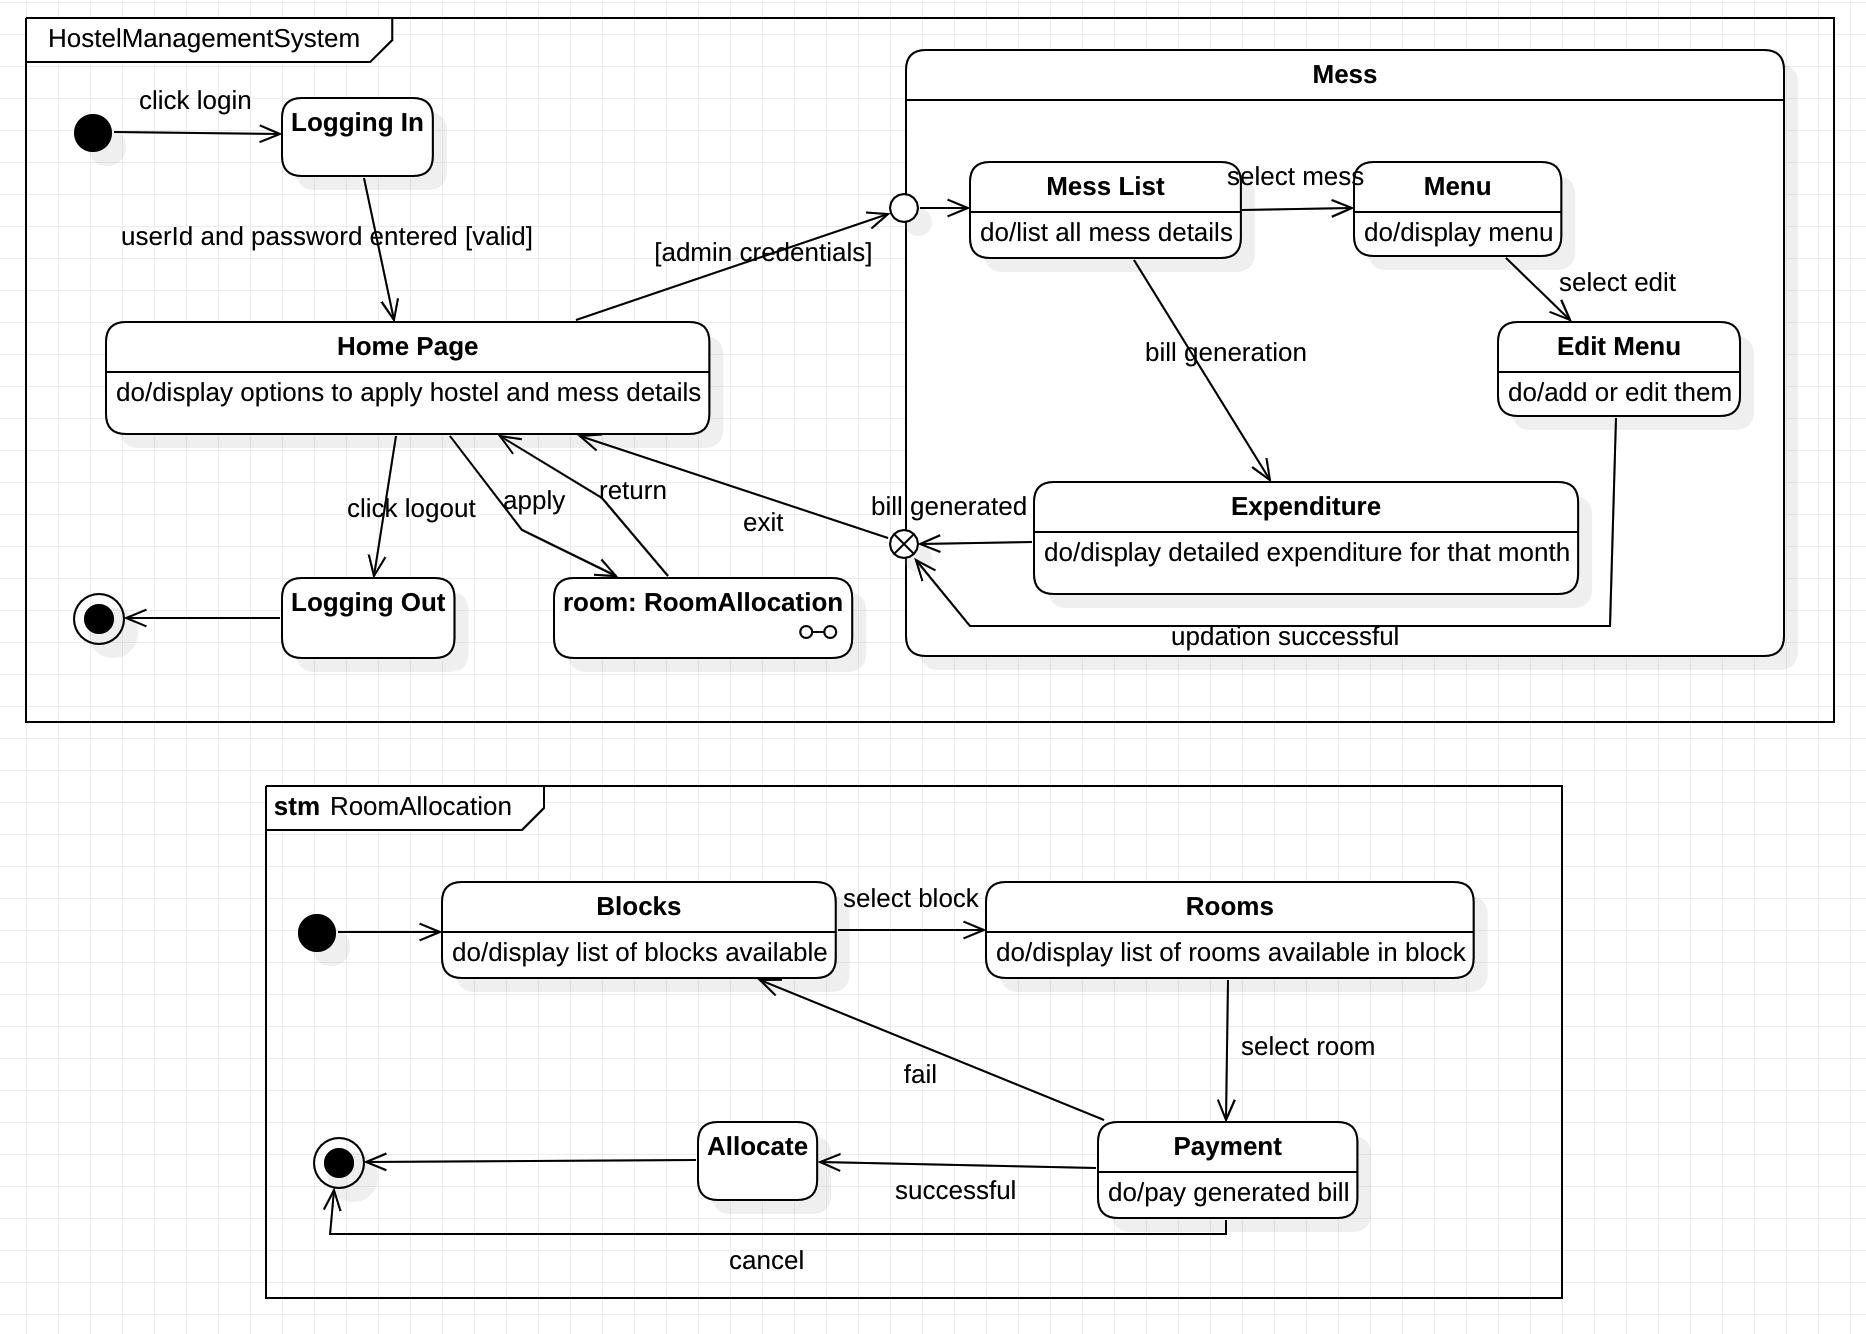 HostelManagementSystem
click login
Logging In
userId and password entered [valid]
[admin credentials]
Home Page
do/display options to apply hostel and mess details
click logout
apply
return
exit
Logging Out
room: RoomAllocation
Mess
Mess List
do/list all mess details
select mess
Menu
do/display menu
select edit
Edit Menu
do/add or edit them
bill generation
bill generated
Expenditure
do/display detailed expenditure for that month
updation successful
stm RoomAllocation
Blocks
do/display list of blocks available
select block
Rooms
do/display list of rooms available in block
select room
fail
Allocate
successful
Payment
do/pay generated bill
cancel